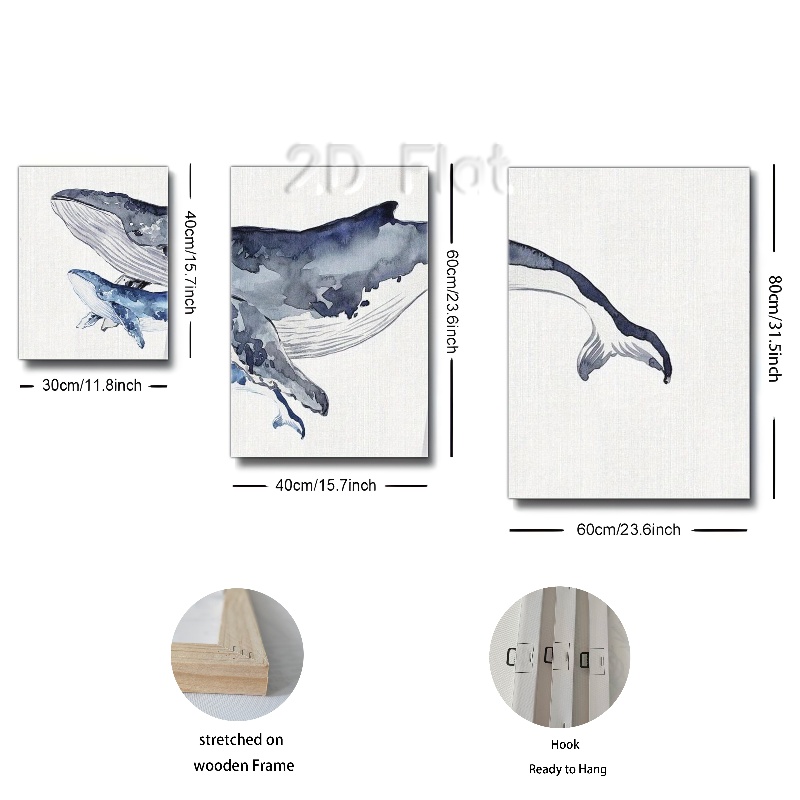 2D Flat
40cm/15.7inch
60cm/23.6inch
80cm/31.5inch
30cm/11.8inch
40cm/15.7inch
60cm/23.6inch
stretched on
wooden Frame
Hook
Ready to Hang